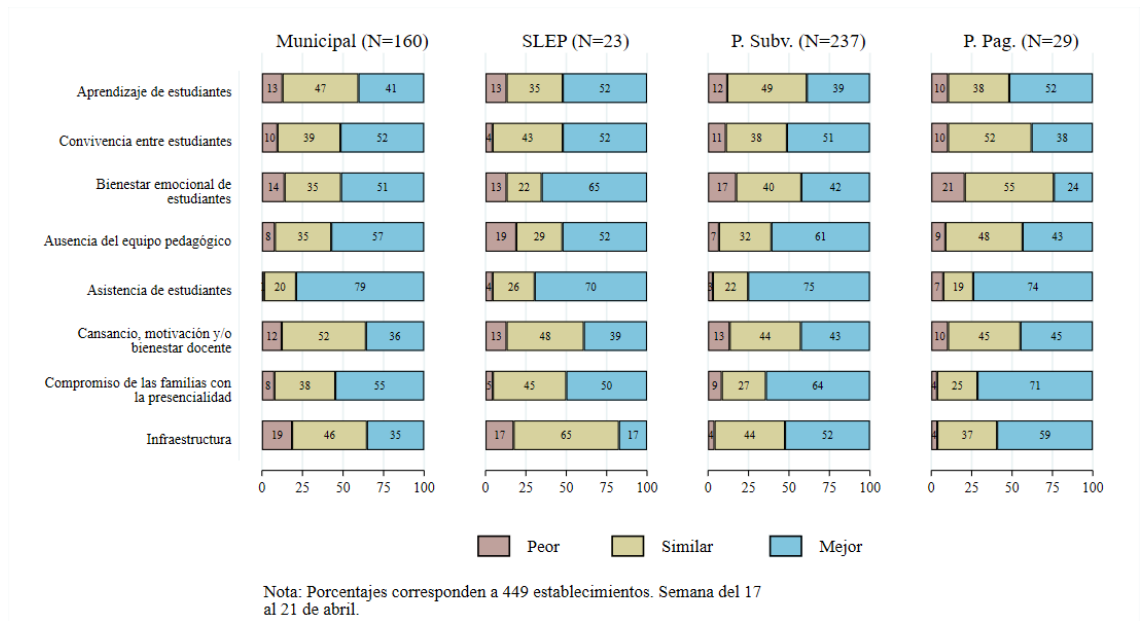 Municipal (N=160) SLEP (N=23) P. Subv. (N=237) P. Pag. (N=29)
Aprendizaje de estudiantes 13 47 41 13 35 52 12 49 39 10 38 52
Convivencia entre estudiantes 10 39 52 4 43 52 11 38 51 10 52 38
Bienestar emocional de
estudiantes 14 35 51 13 22 65 17 40 42 21 55 24
Ausencia del equipo pedagógico 8 35 57 19 29 52 7 32 61 9 48 43
Asistencia de estudiantes 20 79 4 26 70 3 22 75 7 19 74
Cansancio, motivación y/o
bienestar docente 12 52 36 13 48 39 13 44 43 10 45 45
Compromiso de las familias con
la presencialidad 8 38 55 5 45 50 9 27 64 4 25 71
Infraestructura 19 46 35 17 65 17 4 44 52 4 37 59
0 25 50 75 100 0 25 50 75 100 0 25 50 75 100 0 25 50 75 100
Peor Similar Mejor
Nota: Porcentajes corresponden a 449 establecimientos. Semana del 17
al 21 de abril.